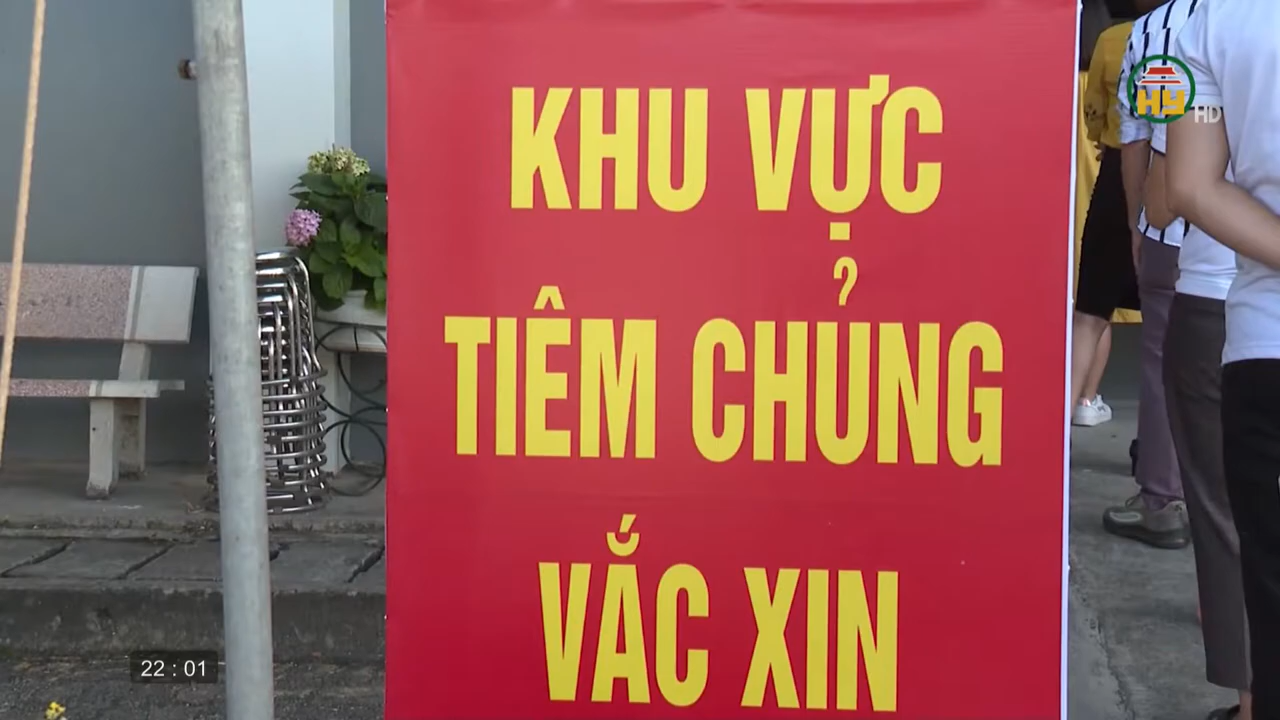 HY HD
KHU VỰC
TIÊM CHỦNG
VẮC XIN
22 : 01